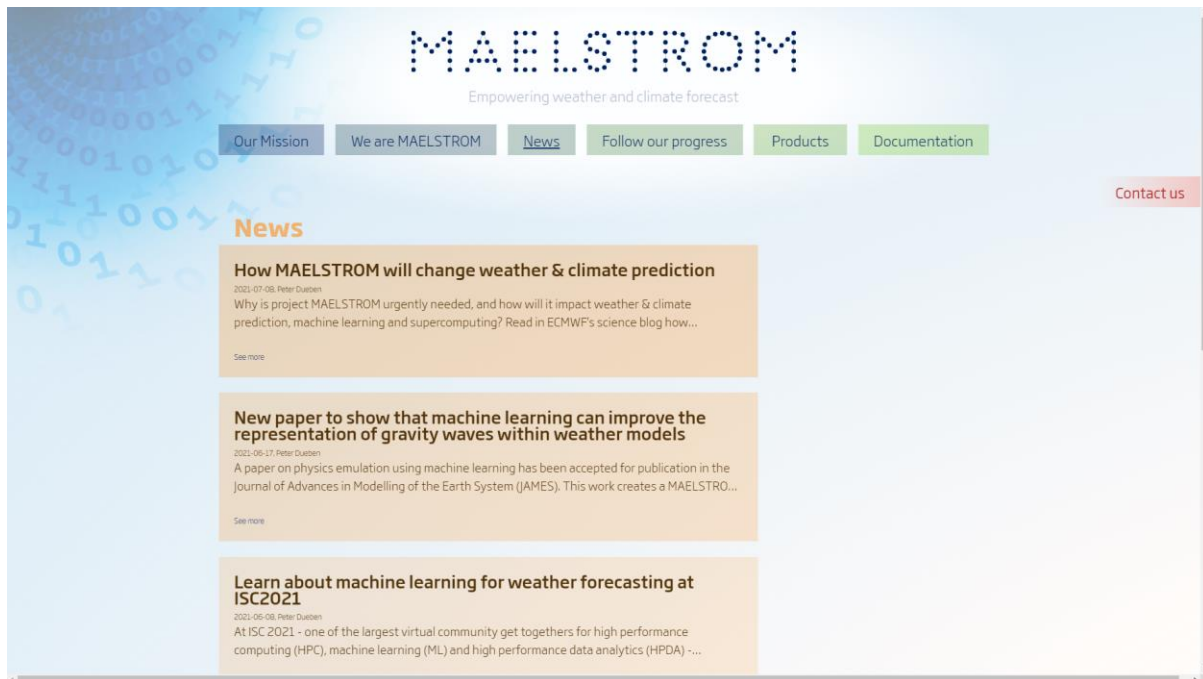 MAELSTROM
Empowering weather and climate forecast
Our Mission
We are MAELSTROM
News
Follow our progress
Products
Documentation
Contact us
News
How MAELSTROM will change weather & climate prediction
2021-07-08, Peter Dueben
Why is project MAELSTROM urgently needed, and how will it impact weather & climate
prediction, machine learning and supercomputing? Read in ECMWF's science blog how...
See more
New paper to show that machine learning can improve the
representation of gravity waves within weather models
2021-06-17, Peter Dueben
A paper on physics emulation using machine learning has been accepted for publication in the
Journal of Advances in Modelling of the Earth System (JAMES). This work creates a MAELSTRO...
See more
Learn about machine learning for weather forecasting at
ISC2021
2021-06-08, Peter Dueben
At ISC 2021 - one of the largest virtual community get togethers for high performance
computing (HPC), machine learning (ML) and high performance data analytics (HPDA) -...